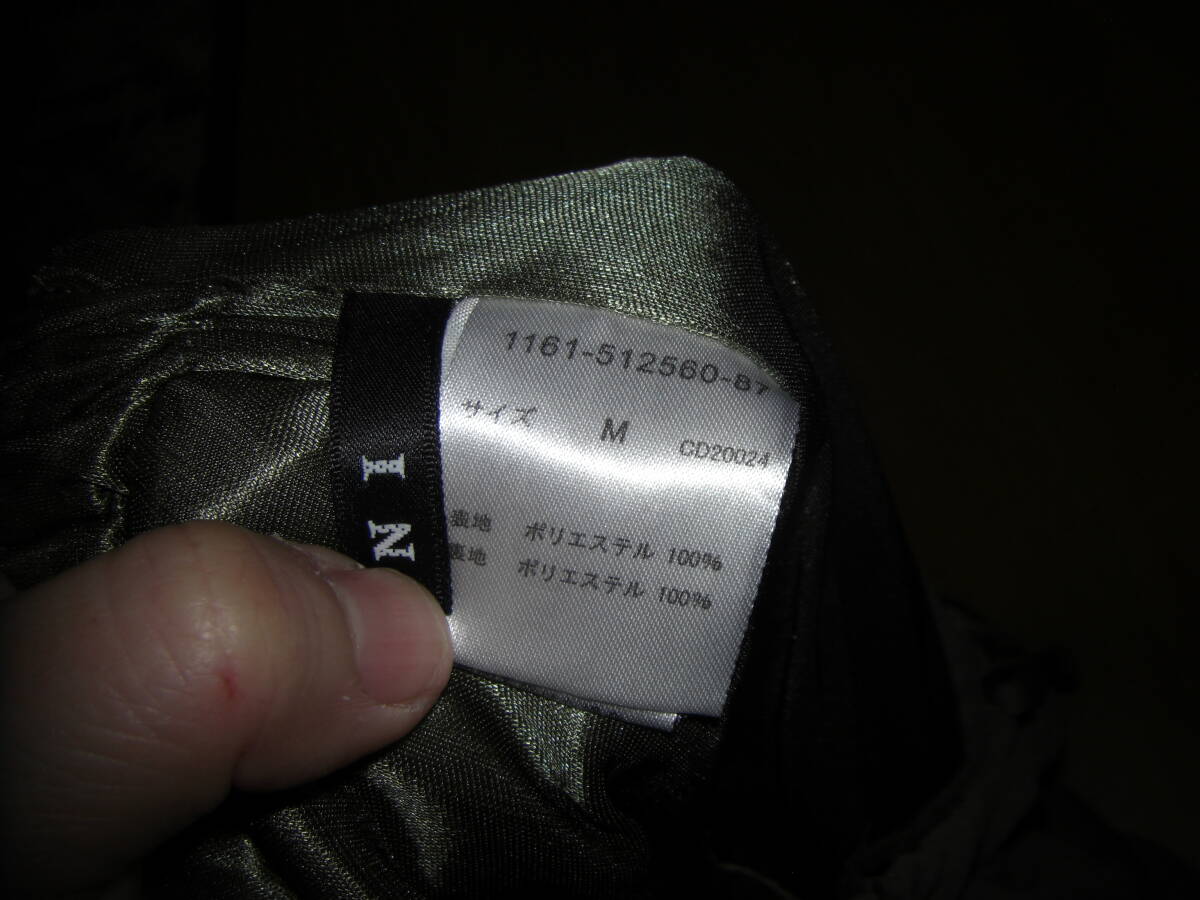 1161-512560-87
サイズ M CD20024
表地 ポリエステル 100%
裏地 ポリエステル 100%
I N